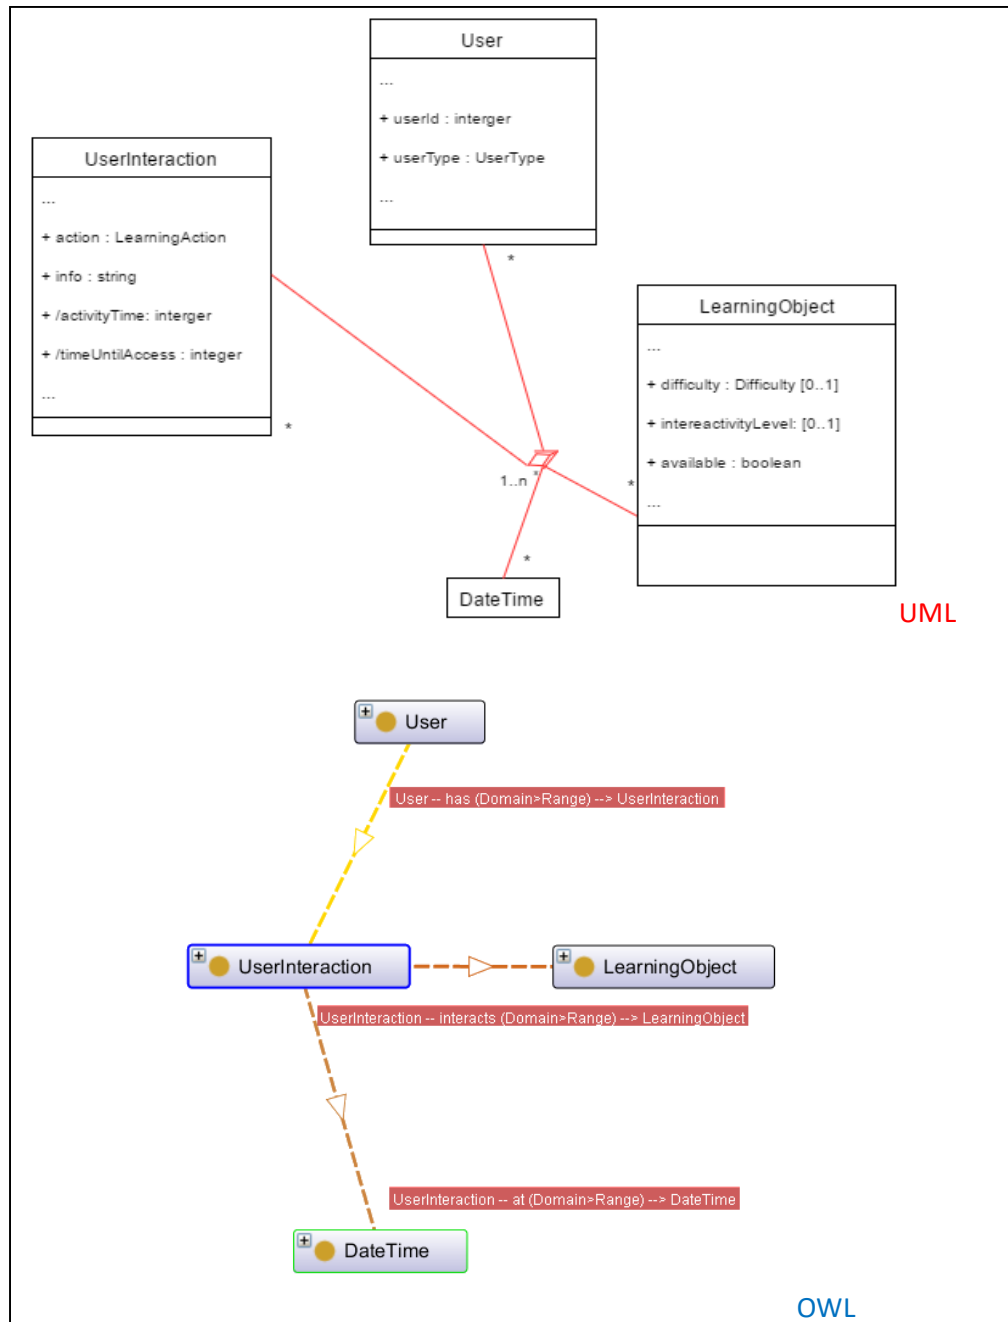 User
...
+ userId : interger
+ userType : UserType
...
UserInteraction
...
+ action : LearningAction
+ info : string
+ /activityTime: interger
+ /timeUntilAccess : integer
...
*
*
LearningObject
...
+ difficulty : Difficulty [0..1]
+ intereactivityLevel: [0..1]
+ available : boolean
...
*
1..n *
*
DateTime
UML
User
User -- has (Domain>Range) --> UserInteraction
UserInteraction
LearningObject
UserInteraction -- interacts (Domain>Range) --> LearningObject
UserInteraction -- at (Domain>Range) --> DateTime
DateTime
OWL